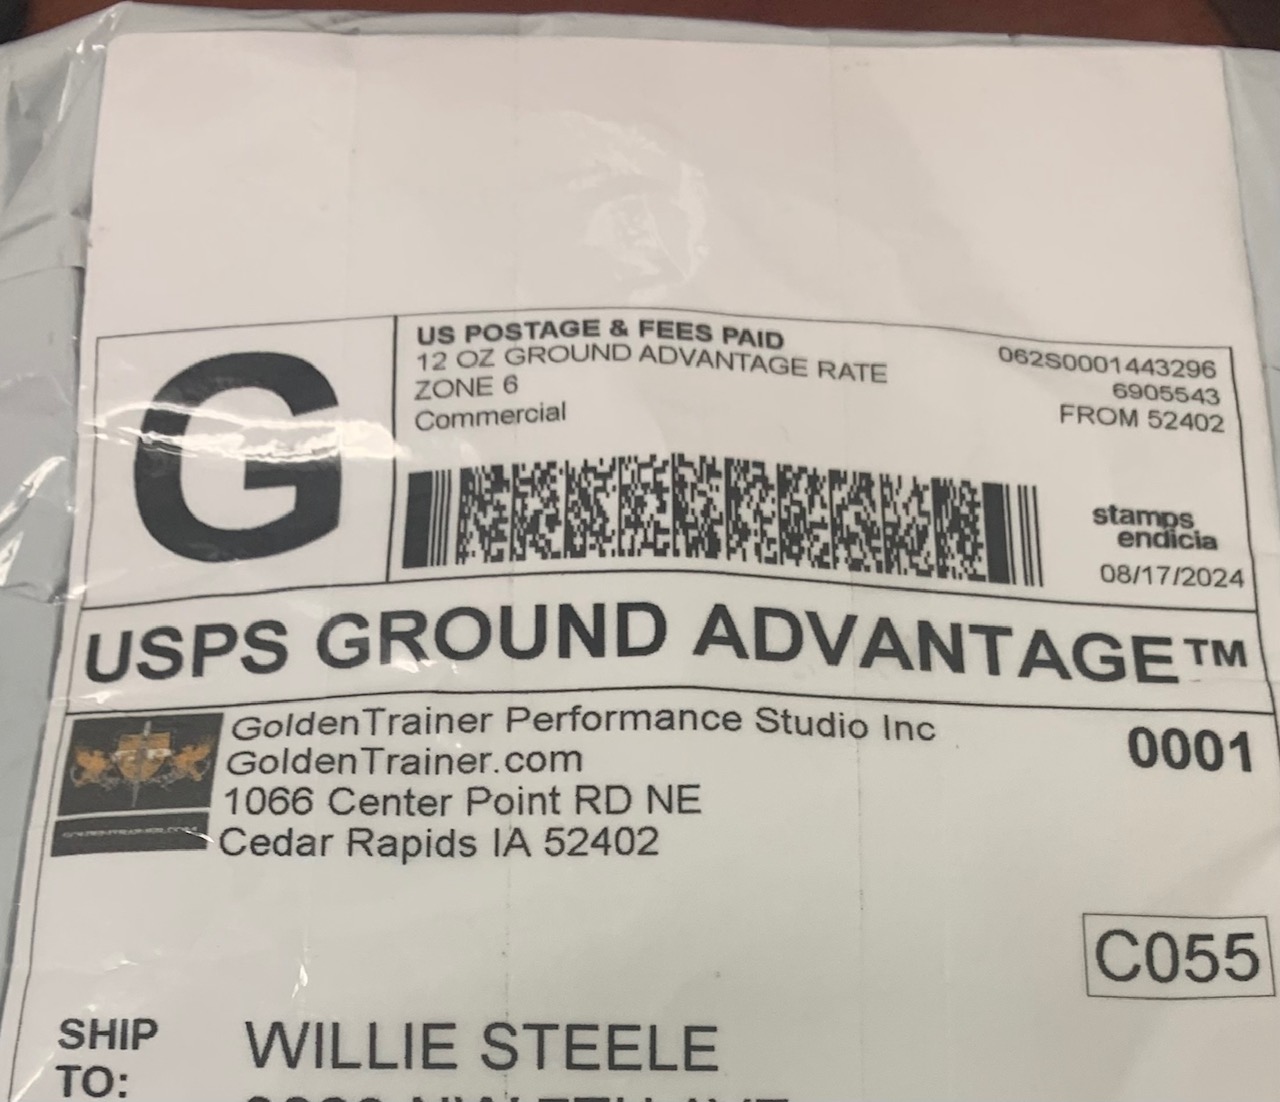 G
US POSTAGE & FEES PAID
12 OZ GROUND ADVANTAGE RATE
ZONE 6
Commercial
062S0001443296
6905543
FROM 52402
stamps
endicia
08/17/2024
USPS GROUND ADVANTAGE™
GoldenTrainer Performance Studio Inc
GoldenTrainer.com
1066 Center Point RD NE
Cedar Rapids IA 52402
0001
C055
SHIP
TO:
WILLIE STEELE